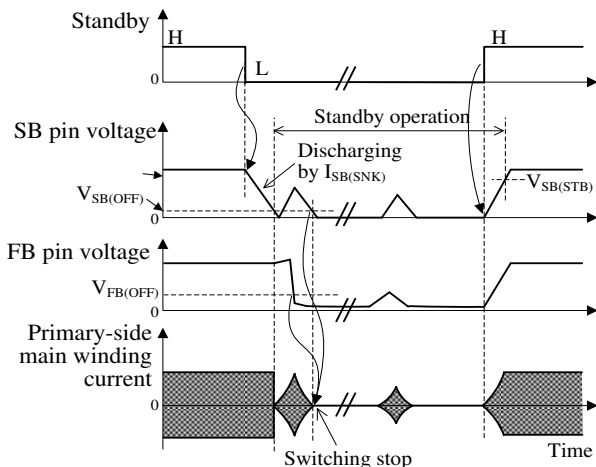 Standby
H
H
L
0
Standby operation
SB pin voltage
Discharging
by I_SB(SNK)
V_SB(OFF)
V_SB(STB)
0
FB pin voltage
V_FB(OFF)
0
Primary-side
main winding
current
0
Time
Switching stop